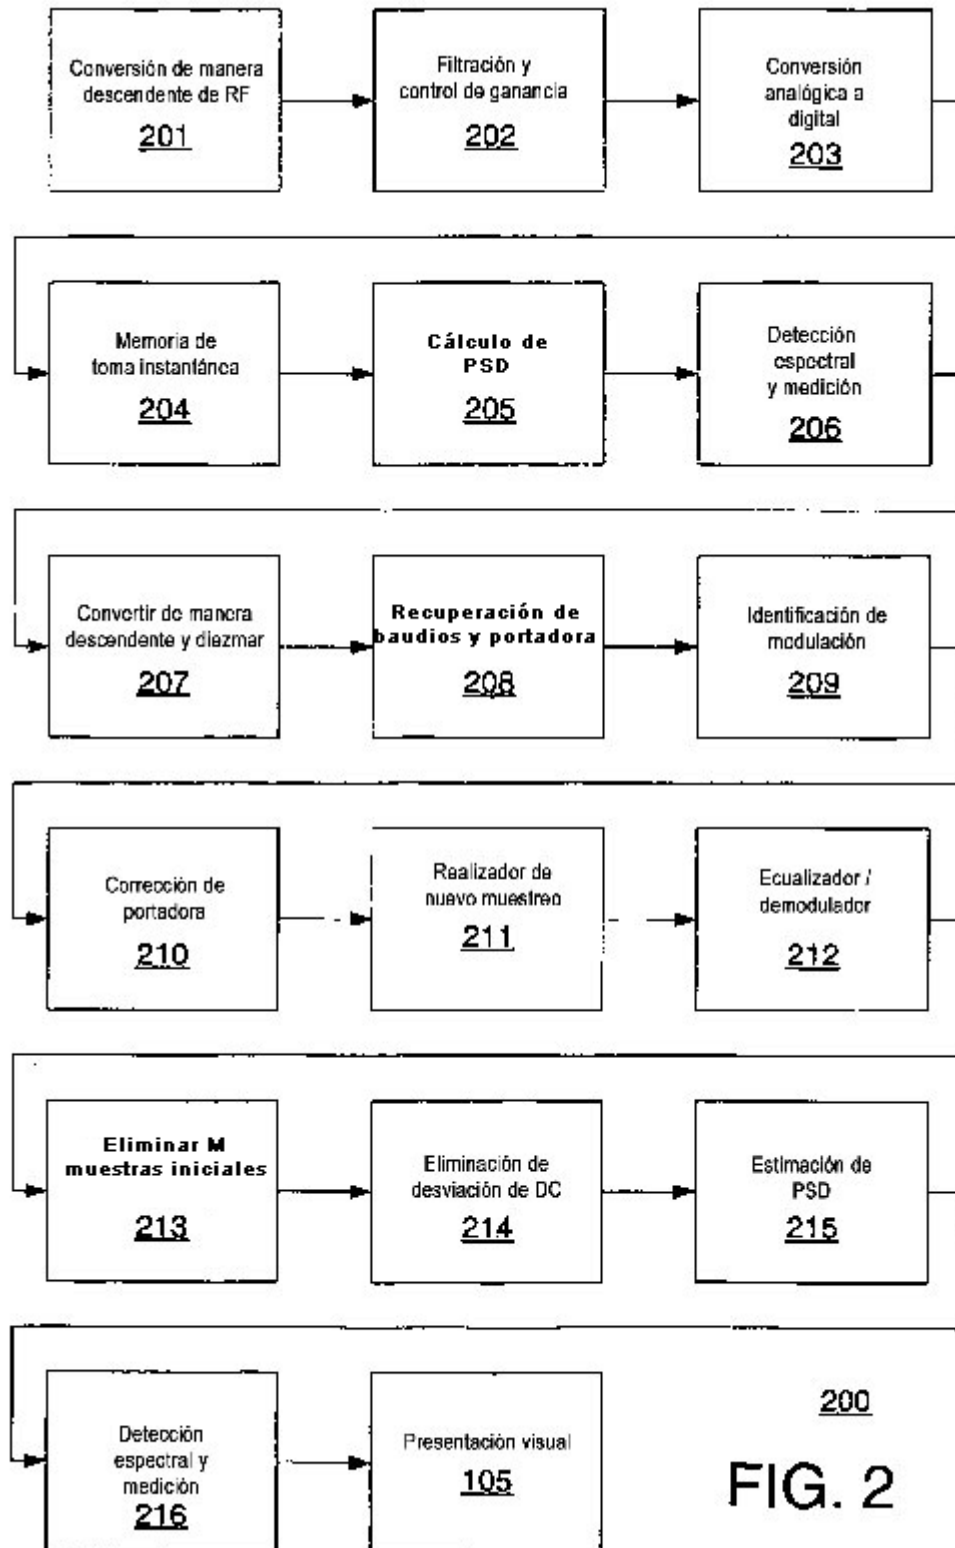 Conversión de manera
descendente de RF
201
Filtración y
control de ganancia
202
Conversión
analógica a
digital
203
Memoria de
toma instantánea
204
Cálculo de
PSD
205
Detección
espectral
y medición
206
Convertir de manera
descendente y diezmar
207
Recuperación de
baudios y portadora
208
Identificación de
modulación
209
Corrección de
portadora
210
Realizador de
nuevo muestreo
211
Ecualizador /
demodulador
212
Eliminar M
muestras iniciales
213
Eliminación de
desviación de DC
214
Estimación de
PSD
215
Detección
espectral y
medición
216
Presentación visual
105
200
FIG. 2